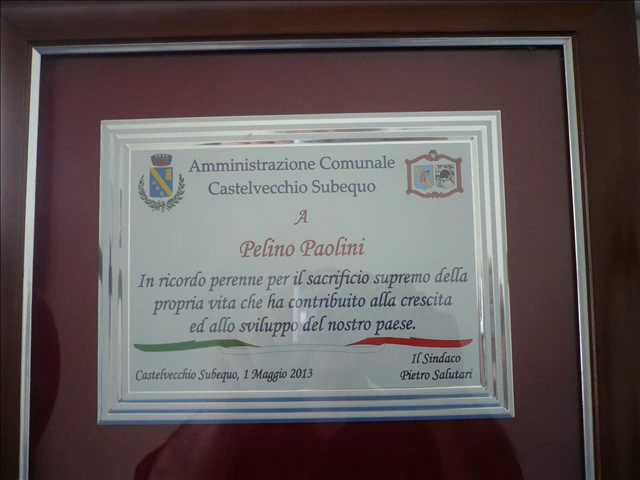 Amministrazione Comunale
Castelvecchio Subequo
A
Pelino Paolini
In ricordo perenne per il sacrificio supremo della
propria vita che ha contribuito alla crescita
ed allo sviluppo del nostro paese.
Il Sindaco
Castelvecchio Subequo, 1 Maggio 2013
Pietro Salutari